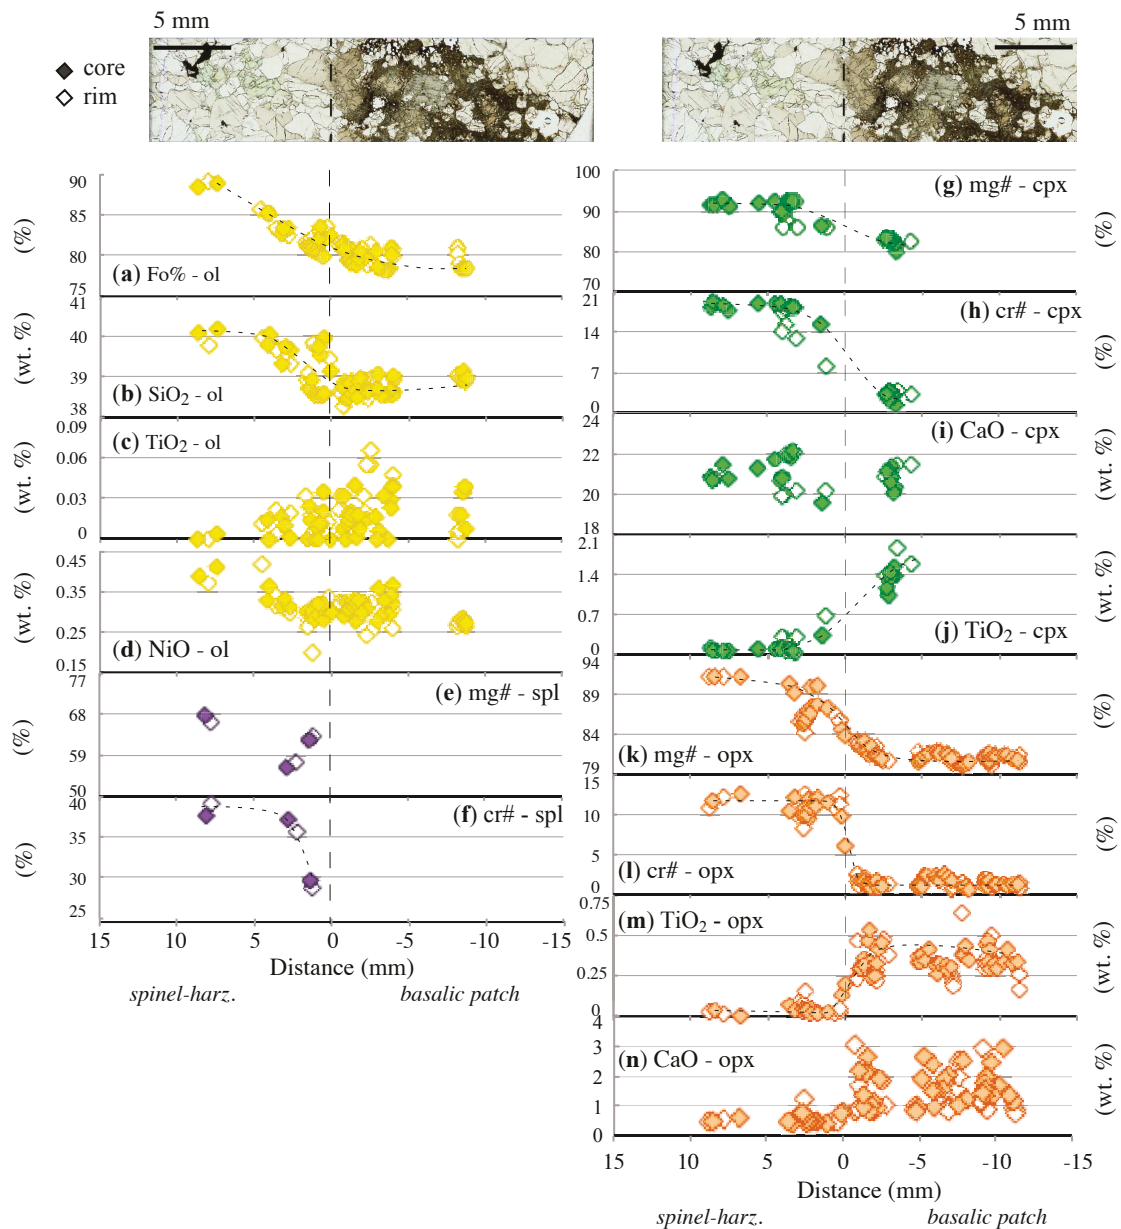 5 mm
5 mm
core
rim
90
85
80
75
(%)
(a) Fo% - ol
41
40
39
38
(wt. %)
(b) SiO2 - ol
0.09
0.06
0.03
0
(wt. %)
(c) TiO2 - ol
0.45
0.35
0.25
0.15
(wt. %)
(d) NiO - ol
77
68
59
50
(%)
(e) mg# - spl
40
35
30
25
(%)
(f) cr# - spl
15 10 5 0 -5 -10 -15
Distance (mm)
spinel-harz. basalic patch
100
90
80
70
(g) mg# - cpx
(%)
21
14
7
0
(h) cr# - cpx
(%)
24
22
20
18
(i) CaO - cpx
(wt. %)
2.1
1.4
0.7
0
(j) TiO2 - cpx
(wt. %)
94
89
84
79
(k) mg# - opx
(%)
15
10
5
0
(l) cr# - opx
(%)
0.75
0.5
0.25
0
(m) TiO2 - opx
(wt. %)
4
3
2
1
0
(n) CaO - opx
(wt. %)
15 10 5 0 -5 -10 -15
Distance (mm)
spinel-harz. basalic patch